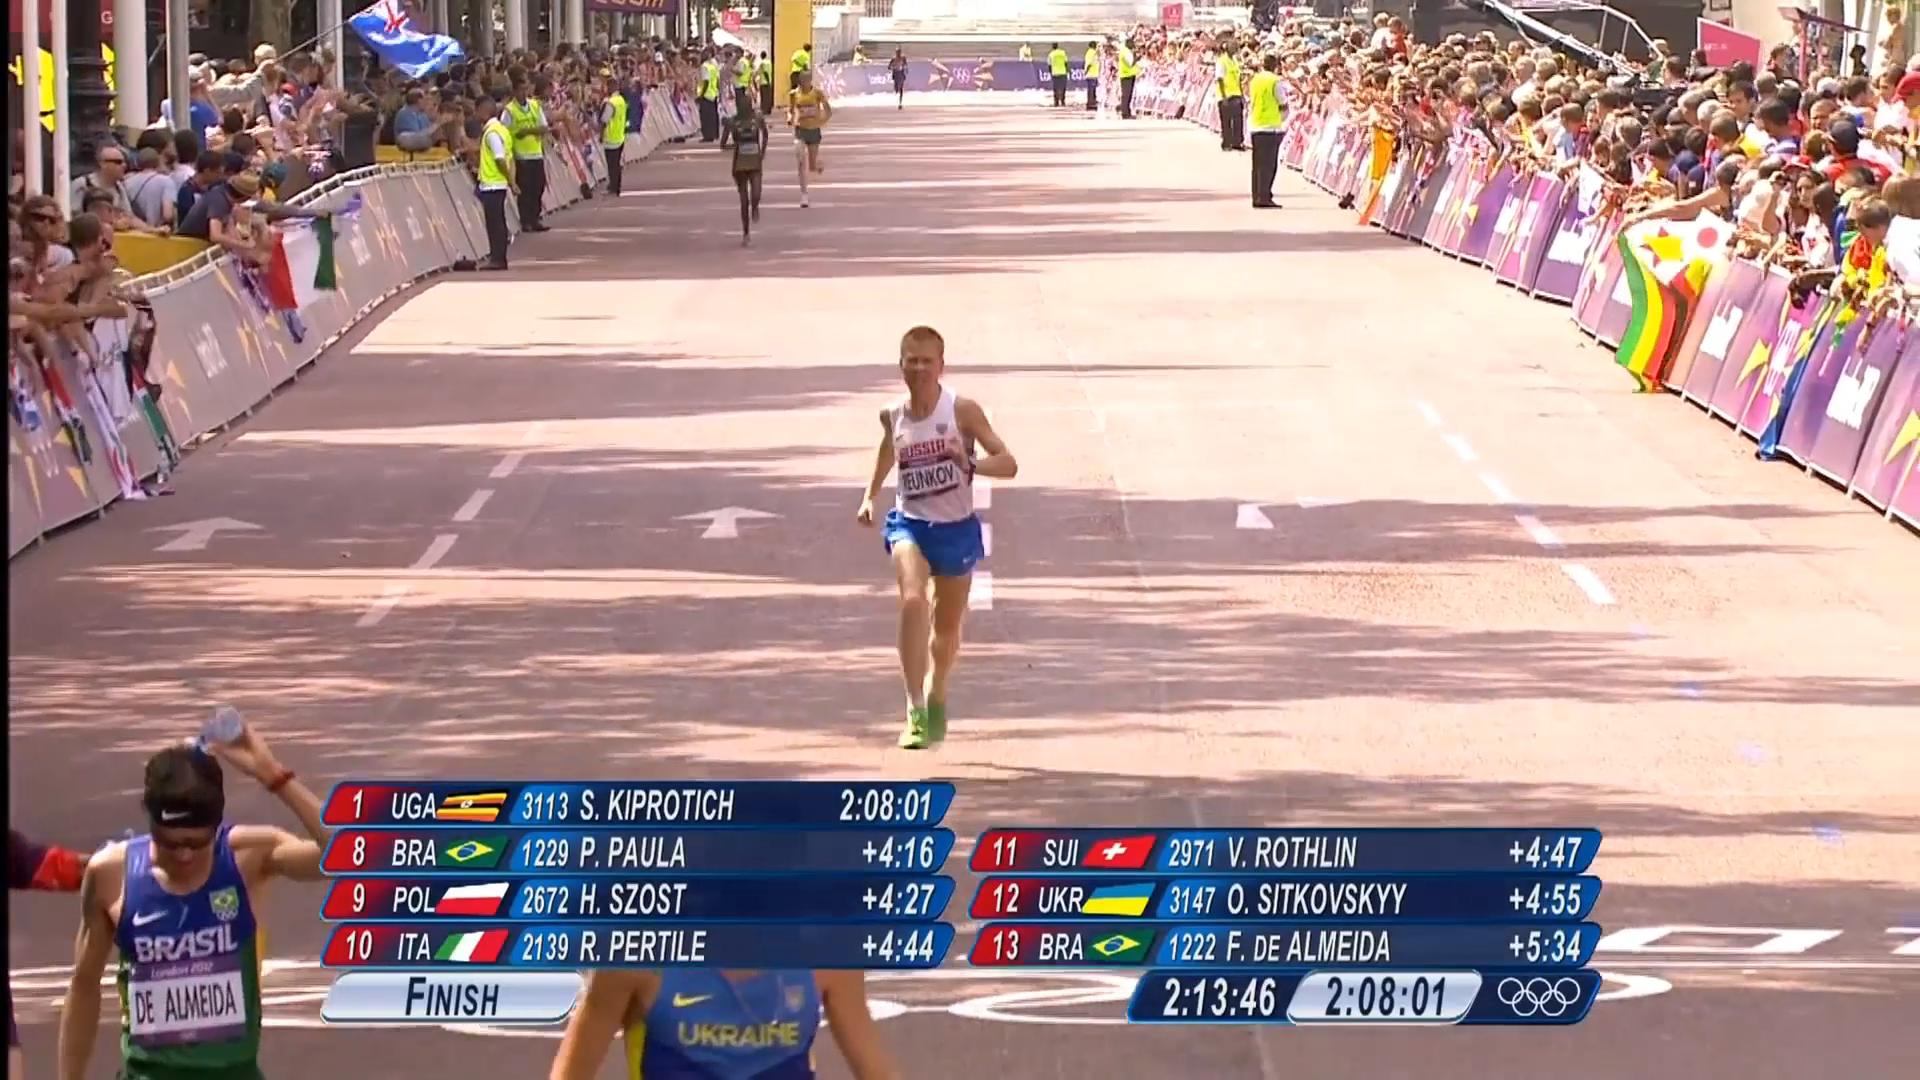 RUSSIA
REUNKOV
BRASIL
London 2012
DE ALMEIDA
UKRAINE
1 UGA 3113 S. KIPROTICH 2:08:01
8 BRA 1229 P. PAULA +4:16
9 POL 2672 H. SZOST +4:27
10 ITA 2139 R. PERTILE +4:44
11 SUI 2971 V. ROTHLIN +4:47
12 UKR 3147 O. SITKOVSKYY +4:55
13 BRA 1222 F. DE ALMEIDA +5:34
FINISH
2:13:46 2:08:01